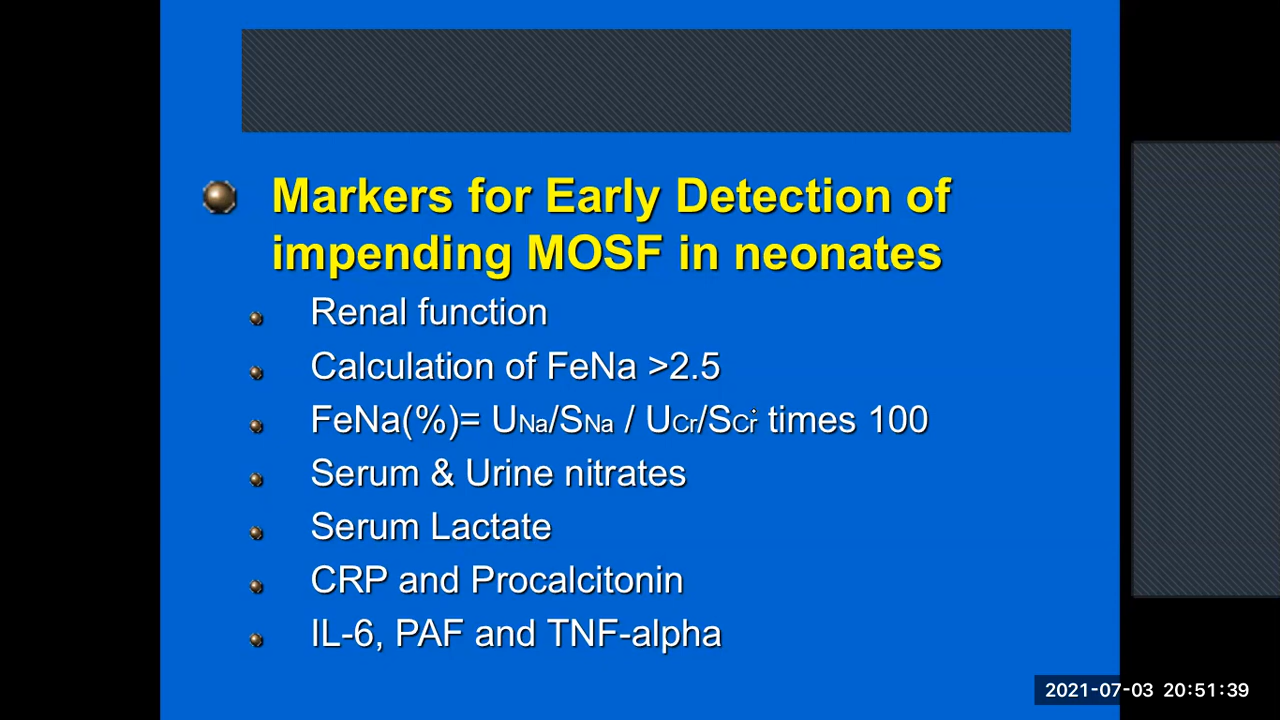 Markers for Early Detection of
impending MOSF in neonates
Renal function
Calculation of FeNa >2.5
FeNa(%)= UNa/SNa / UCr/SCr times 100
Serum & Urine nitrates
Serum Lactate
CRP and Procalcitonin
IL-6, PAF and TNF-alpha
2021-07-03 20:51:39